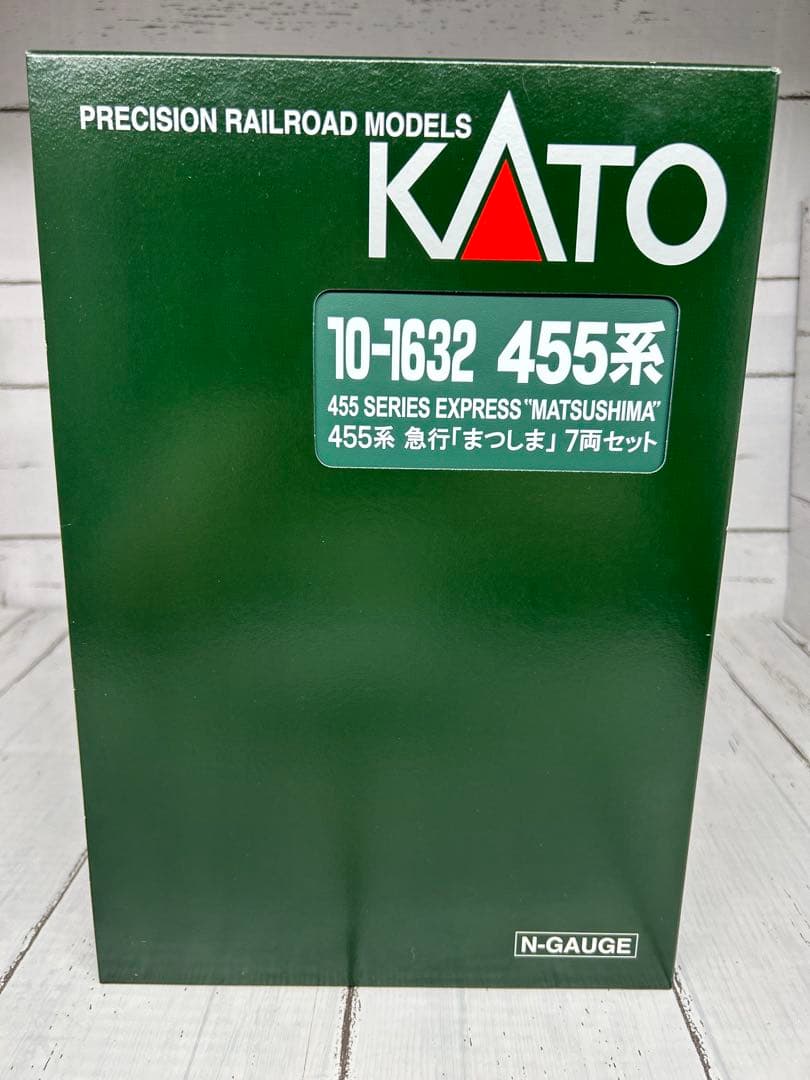 PRECISION RAILROAD MODELS
KATO
10-1632 455系
455 SERIES EXPRESS "MATSUSHIMA"
455系 急行「まつしま」 7両セット
N-GAUGE